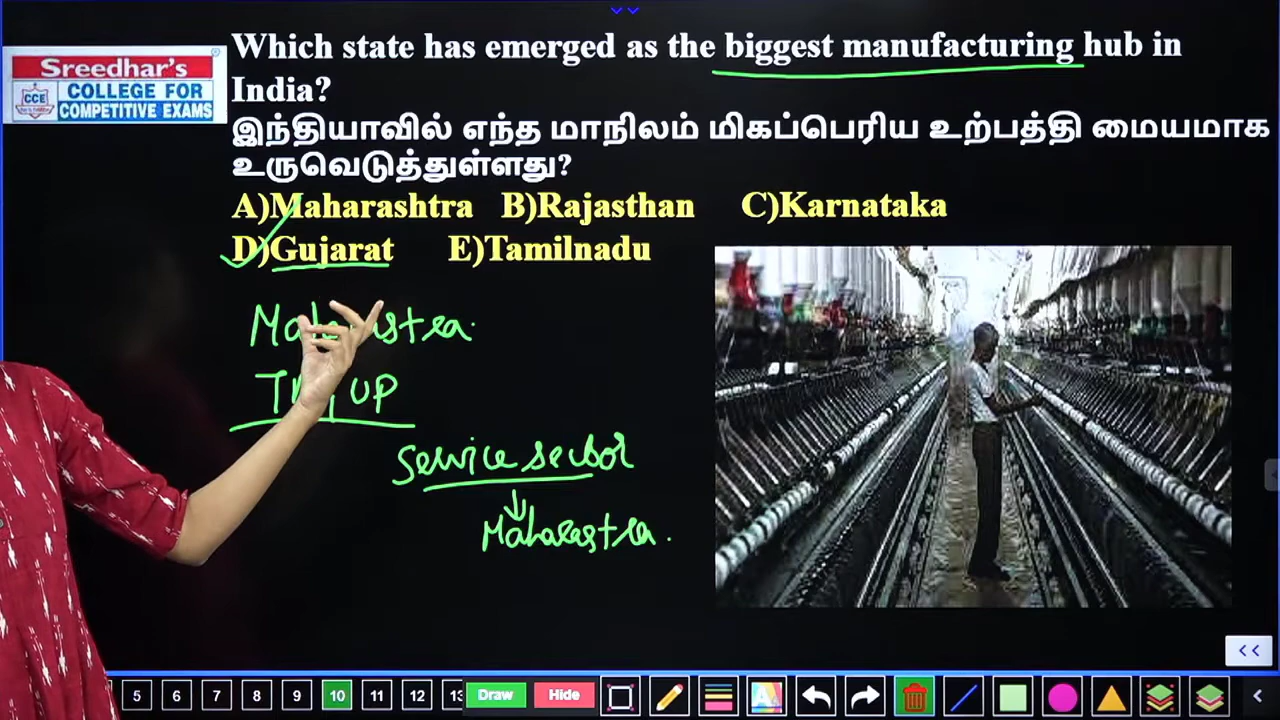 Which state has emerged as the biggest manufacturing hub in
India?
இந்தியாவில் எந்த மாநிலம் மிகப்பெரிய உற்பத்தி மையமாக
உருவெடுத்துள்ளது?
A)Maharashtra B)Rajasthan C)Karnataka
D)Gujarat E)Tamilnadu
Sreedhar's
CCE
COLLEGE FOR
COMPETITIVE EXAMS
UP
Service sector
Maharastra.
5 6 7 8 9 10 11 12 Draw Hide
<<